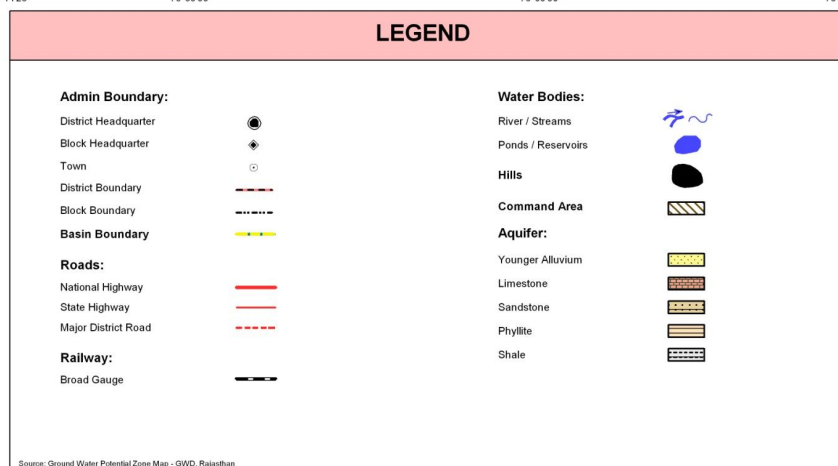 LEGEND
Admin Boundary:
District Headquarter
Block Headquarter
Town
District Boundary
Block Boundary
Basin Boundary
Roads:
National Highway
State Highway
Major District Road
Railway:
Broad Gauge
Water Bodies:
River / Streams
Ponds / Reservoirs
Hills
Command Area
Aquifer:
Younger Alluvium
Limestone
Sandstone
Phyllite
Shale
Source: Ground Water Potential Zone Map - GWD, Rajasthan